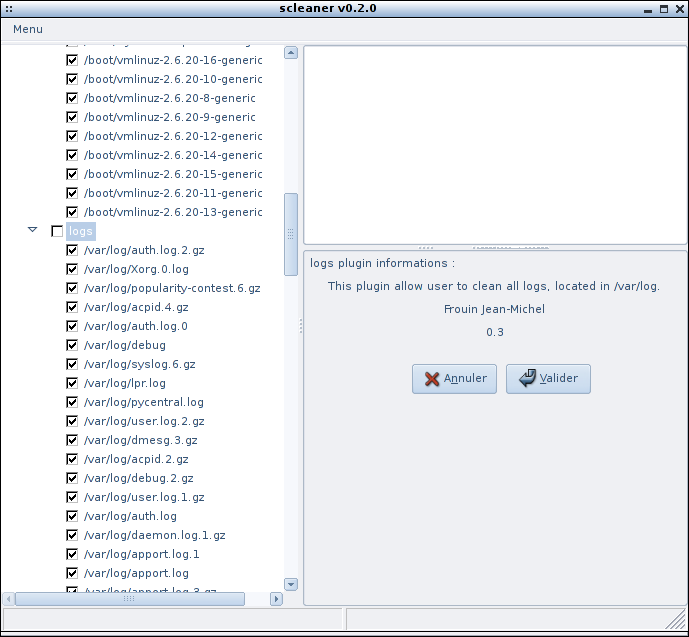 scleaner v0.2.0
Menu
/boot/vmlinuz-2.6.20-16-generic
/boot/vmlinuz-2.6.20-10-generic
/boot/vmlinuz-2.6.20-8-generic
/boot/vmlinuz-2.6.20-9-generic
/boot/vmlinuz-2.6.20-12-generic
/boot/vmlinuz-2.6.20-14-generic
/boot/vmlinuz-2.6.20-15-generic
/boot/vmlinuz-2.6.20-11-generic
/boot/vmlinuz-2.6.20-13-generic
logs
/var/log/auth.log.2.gz
/var/log/Xorg.0.log
/var/log/popularity-contest.6.gz
/var/log/acpid.4.gz
/var/log/auth.log.0
/var/log/debug
/var/log/syslog.6.gz
/var/log/lpr.log
/var/log/pycentral.log
/var/log/user.log.2.gz
/var/log/dmesg.3.gz
/var/log/acpid.2.gz
/var/log/debug.2.gz
/var/log/user.log.1.gz
/var/log/auth.log
/var/log/daemon.log.1.gz
/var/log/apport.log.1
/var/log/apport.log
/var/log/apport.log.3.gz
logs plugin informations :
This plugin allow user to clean all logs, located in /var/log.
Frouin Jean-Michel
0.3
Annuler
Valider